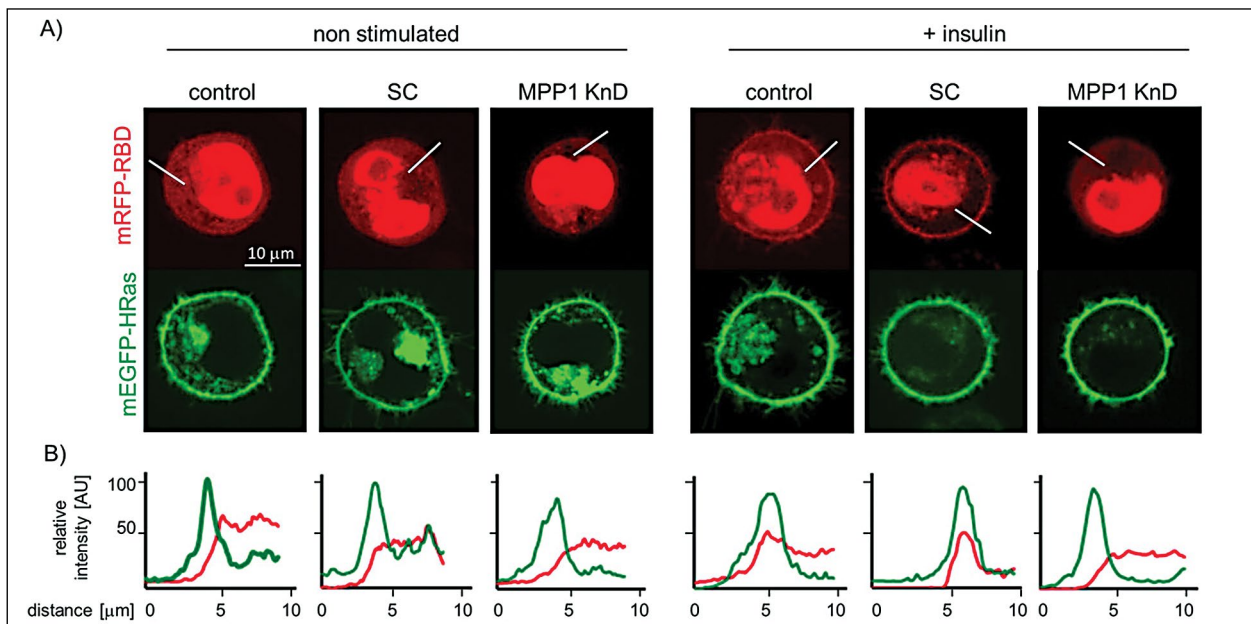 A)
non stimulated + insulin
control SC MPP1 KnD control SC MPP1 KnD
mRFP-RBD
10 μm
mEGFP-HRas
B)
relative intensity [AU]
100
50
distance [μm] 0 5 10 0 5 10 0 5 10 0 5 10 0 5 10 0 5 10